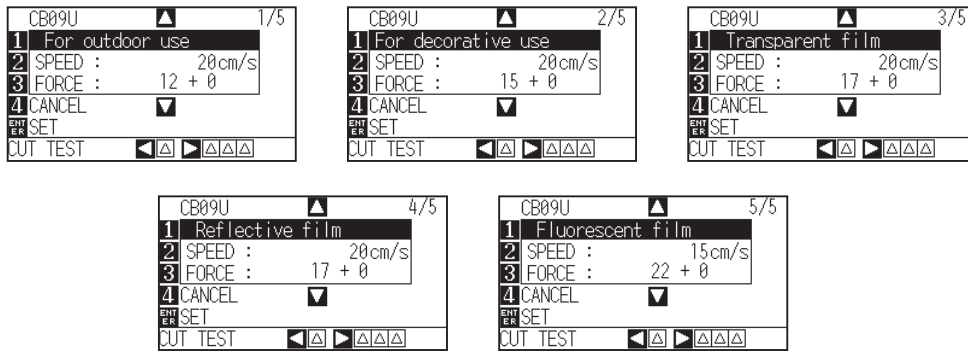 CB09U ▲ 1/5
1 For outdoor use
2 SPEED : 20cm/s
3 FORCE : 12 + 0
4 CANCEL ▼
ENTER SET
CUT TEST ◀△ ▶△△△
CB09U ▲ 2/5
1 For decorative use
2 SPEED : 20cm/s
3 FORCE : 15 + 0
4 CANCEL ▼
ENTER SET
CUT TEST ◀△ ▶△△△
CB09U ▲ 3/5
1 Transparent film
2 SPEED : 20cm/s
3 FORCE : 17 + 0
4 CANCEL ▼
ENTER SET
CUT TEST ◀△ ▶△△△
CB09U ▲ 4/5
1 Reflective film
2 SPEED : 20cm/s
3 FORCE : 17 + 0
4 CANCEL ▼
ENTER SET
CUT TEST ◀△ ▶△△△
CB09U ▲ 5/5
1 Fluorescent film
2 SPEED : 15cm/s
3 FORCE : 22 + 0
4 CANCEL ▼
ENTER SET
CUT TEST ◀△ ▶△△△